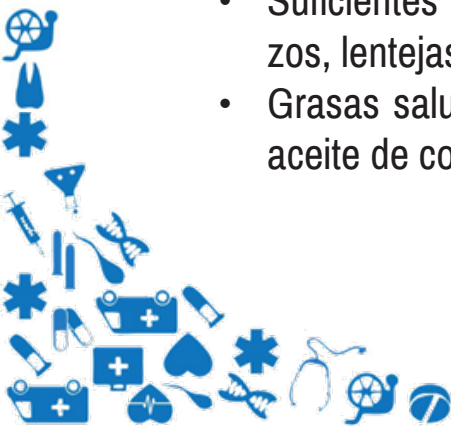 • Suficientes
zos, lentejas
• Grasas salu
aceite de co